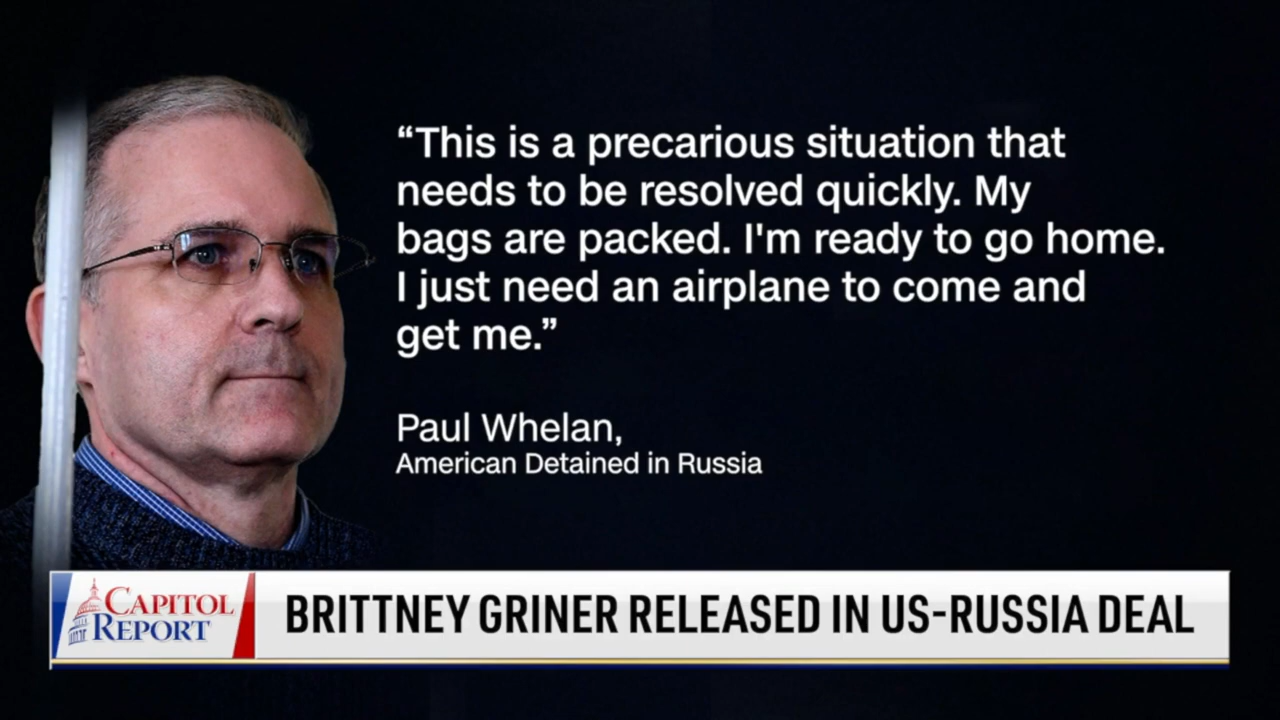 “This is a precarious situation that
needs to be resolved quickly. My
bags are packed. I'm ready to go home.
I just need an airplane to come and
get me.”
Paul Whelan,
American Detained in Russia
CAPITOL
REPORT
BRITTNEY GRINER RELEASED IN US-RUSSIA DEAL